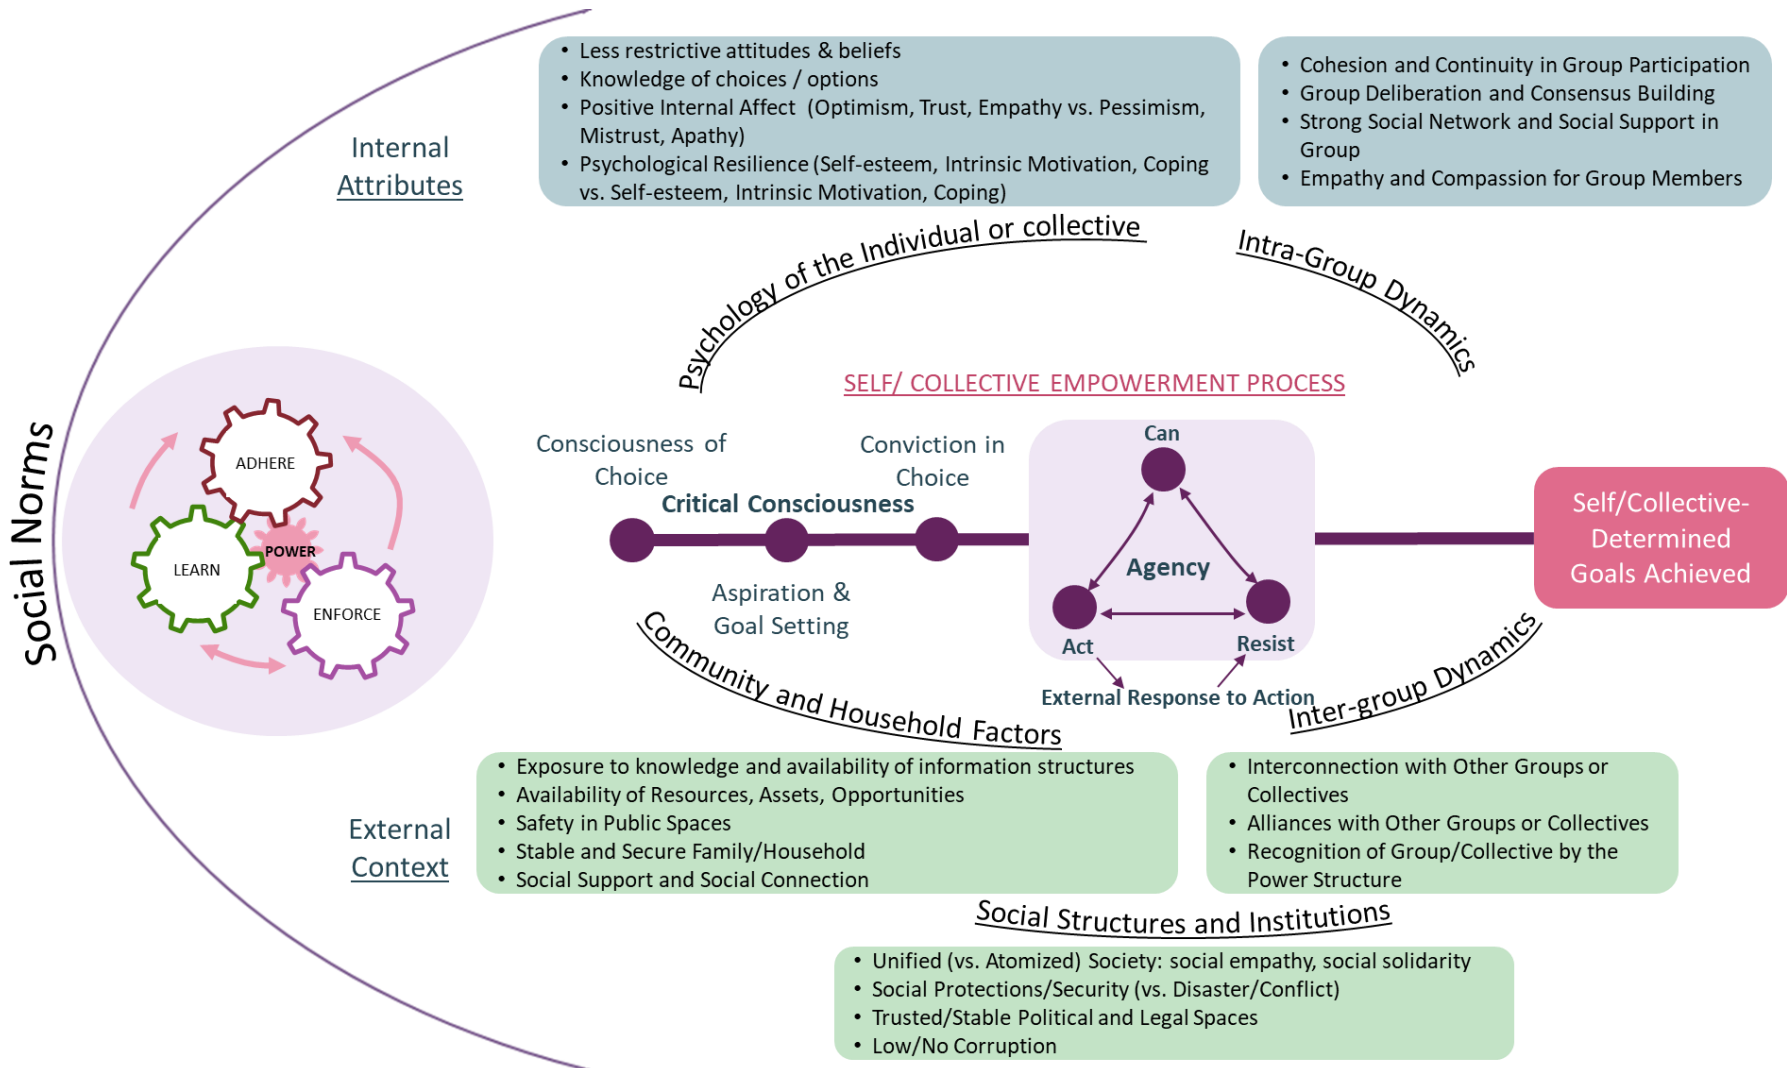 Social Norms
Internal
Attributes
• Less restrictive attitudes & beliefs
• Knowledge of choices / options
• Positive Internal Affect (Optimism, Trust, Empathy vs. Pessimism,
Mistrust, Apathy)
• Psychological Resilience (Self-esteem, Intrinsic Motivation, Coping
vs. Self-esteem, Intrinsic Motivation, Coping)
• Cohesion and Continuity in Group Participation
• Group Deliberation and Consensus Building
• Strong Social Network and Social Support in
Group
• Empathy and Compassion for Group Members
Psychology of the Individual or collective
Intra-Group Dynamics
SELF/ COLLECTIVE EMPOWERMENT PROCESS
ADHERE
POWER
LEARN
ENFORCE
Consciousness of
Choice
Conviction in
Choice
Critical Consciousness
Aspiration &
Goal Setting
Can
Agency
Act
Resist
External Response to Action
Self/Collective-
Determined
Goals Achieved
Community and Household Factors
Inter-group Dynamics
External
Context
• Exposure to knowledge and availability of information structures
• Availability of Resources, Assets, Opportunities
• Safety in Public Spaces
• Stable and Secure Family/Household
• Social Support and Social Connection
• Interconnection with Other Groups or
Collectives
• Alliances with Other Groups or Collectives
• Recognition of Group/Collective by the
Power Structure
Social Structures and Institutions
• Unified (vs. Atomized) Society: social empathy, social solidarity
• Social Protections/Security (vs. Disaster/Conflict)
• Trusted/Stable Political and Legal Spaces
• Low/No Corruption